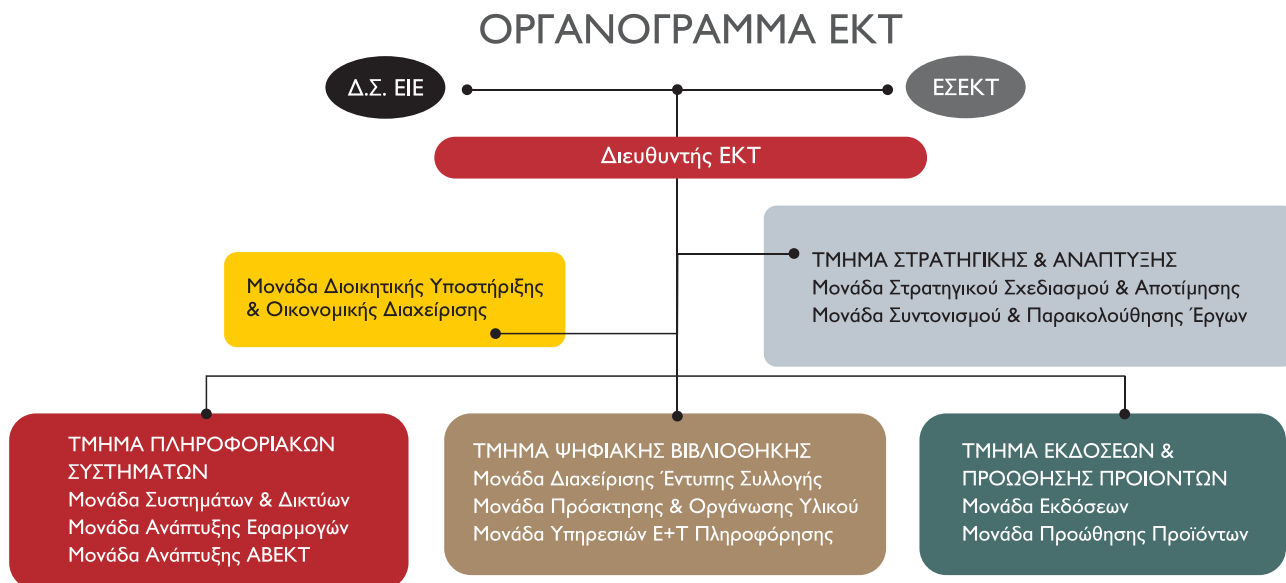 ΟΡΓΑΝΟΓΡΑΜΜΑ ΕΚΤ
Δ.Σ. ΕΙΕ
ΕΣΕΚΤ
Διευθυντής ΕΚΤ
Μονάδα Διοικητικής Υποστήριξης
& Οικονομικής Διαχείρισης
ΤΜΗΜΑ ΣΤΡΑΤΗΓΙΚΗΣ & ΑΝΑΠΤΥΞΗΣ
Μονάδα Στρατηγικού Σχεδιασμού & Αποτίμησης
Μονάδα Συντονισμού & Παρακολούθησης Έργων
ΤΜΗΜΑ ΠΛΗΡΟΦΟΡΙΑΚΩΝ
ΣΥΣΤΗΜΑΤΩΝ
Μονάδα Συστημάτων & Δικτύων
Μονάδα Ανάπτυξης Εφαρμογών
Μονάδα Ανάπτυξης ΑΒΕΚΤ
ΤΜΗΜΑ ΨΗΦΙΑΚΗΣ ΒΙΒΛΙΟΘΗΚΗΣ
Μονάδα Διαχείρισης Έντυπης Συλλογής
Μονάδα Πρόσκτησης & Οργάνωσης Υλικού
Μονάδα Υπηρεσιών Ε+Τ Πληροφόρησης
ΤΜΗΜΑ ΕΚΔΟΣΕΩΝ &
ΠΡΟΩΘΗΣΗΣ ΠΡΟΙΟΝΤΩΝ
Μονάδα Εκδόσεων
Μονάδα Προώθησης Προϊόντων